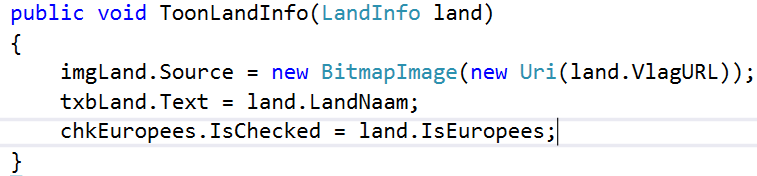 public void ToonLandInfo(LandInfo land)
{
    imgLand.Source = new BitmapImage(new Uri(land.VlagURL));
    txbLand.Text = land.LandNaam;
    chkEuropees.IsChecked = land.IsEuropees;
}